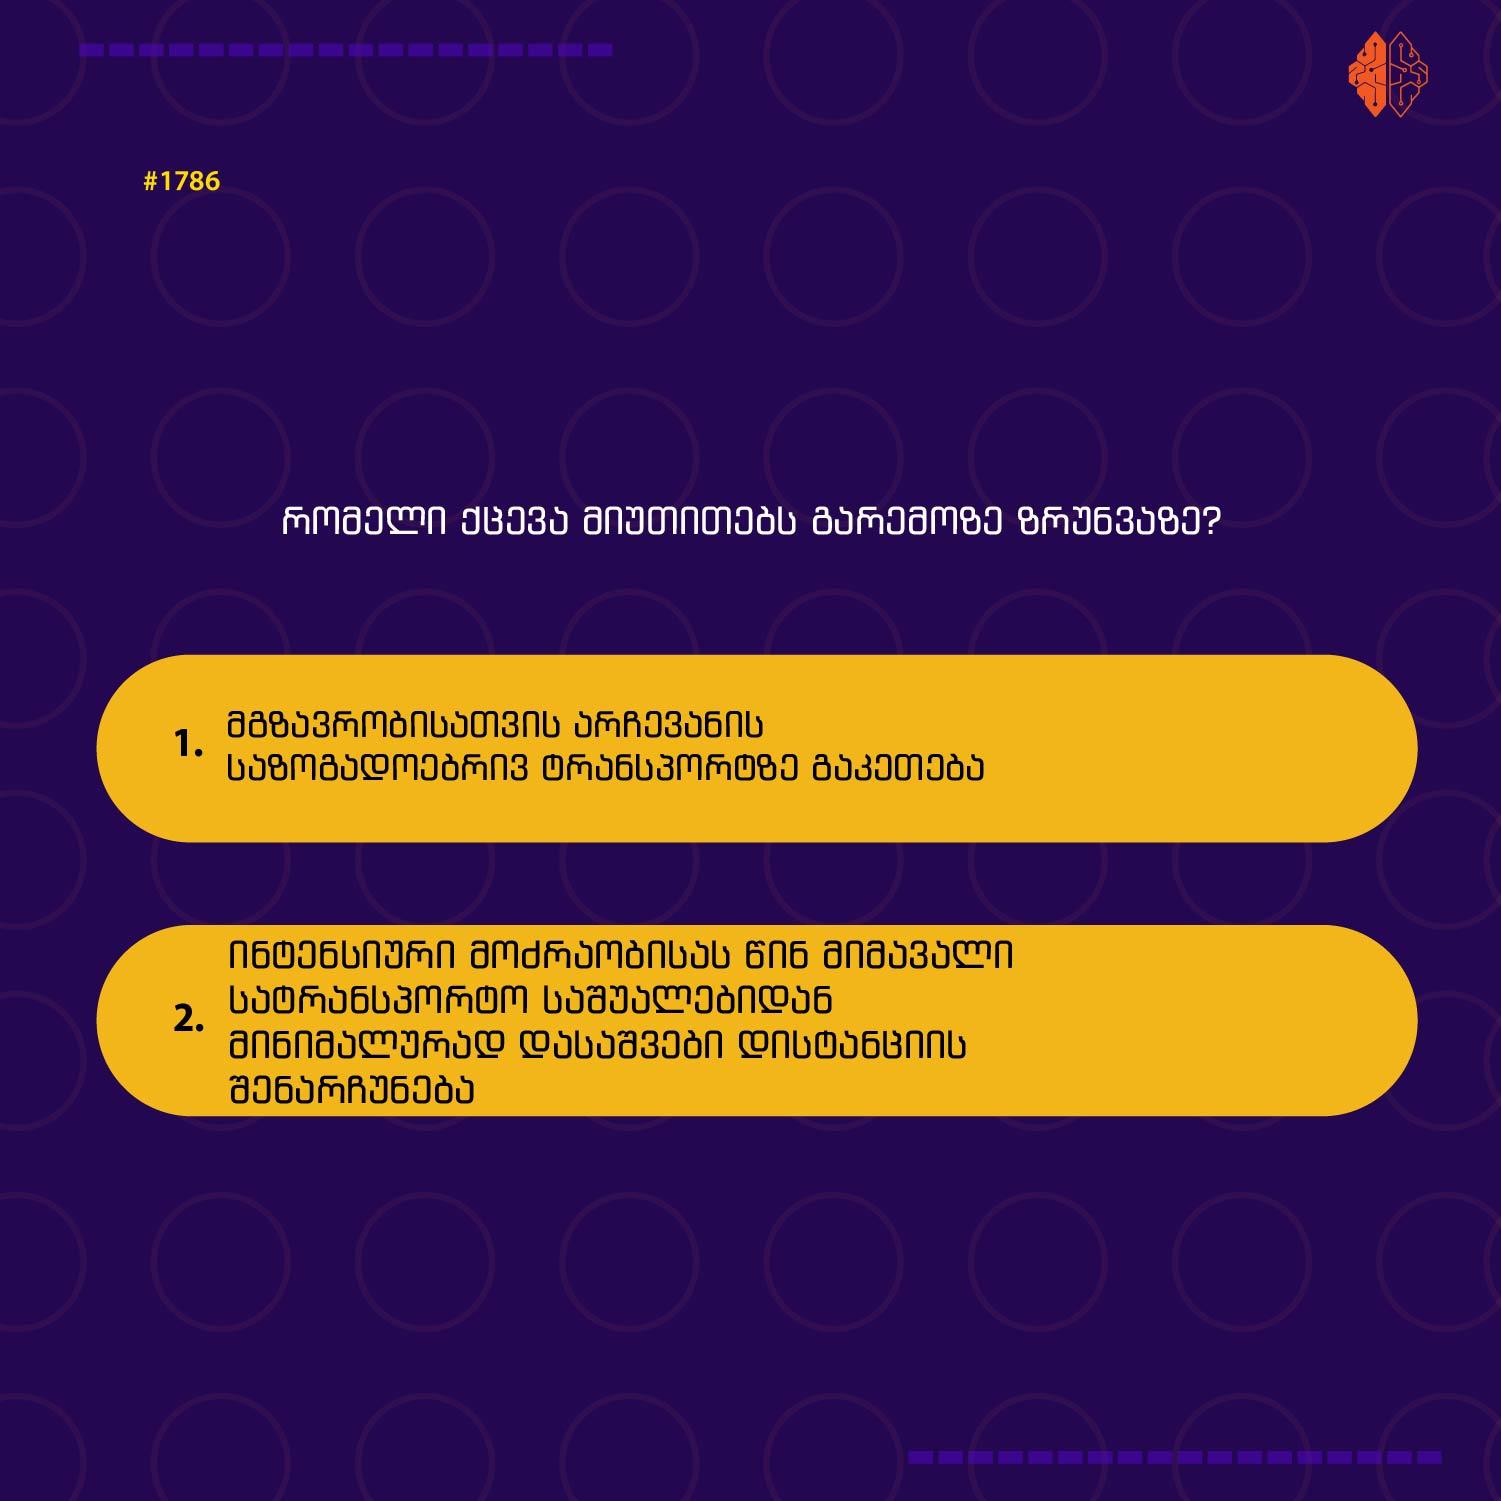 #1786
რომელი ქცევა მიუთითებს გარემოზე ზრუნვაზე?
1. მგზავრობისათვის არჩევანის
საზოგადოებრივ ტრანსპორტზე გაკეთება
2. ინტენსიური მოძრაობისას წინ მიმავალი
სატრანსპორტო საშუალებიდან
მინიმალურად დასაშვები დისტანციის
შენარჩუნება